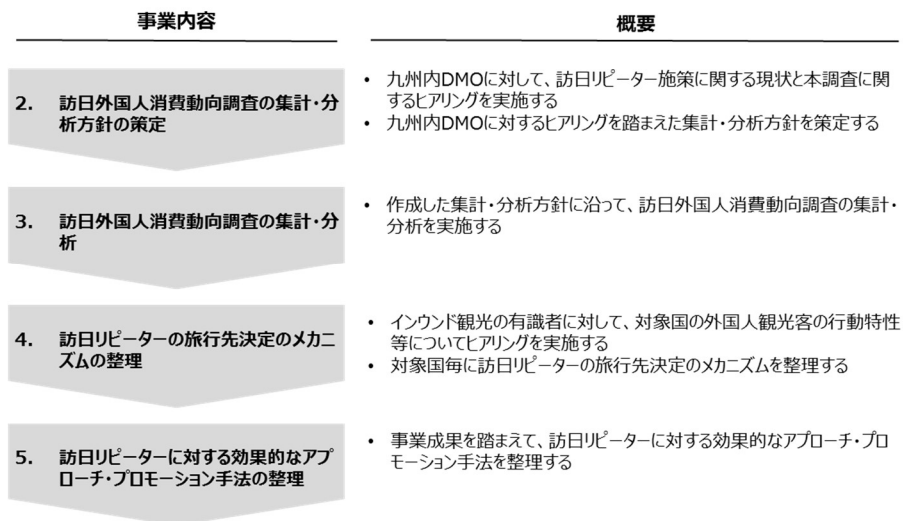 事業内容
概要
2. 訪日外国人消費動向調査の集計・分
析方針の策定
• 九州内DMOに対して、訪日リピーター施策に関する現状と本調査に関
するヒアリングを実施する
• 九州内DMOに対するヒアリングを踏まえた集計・分析方針を策定する
3. 訪日外国人消費動向調査の集計・分
析
• 作成した集計・分析方針に沿って、訪日外国人消費動向調査の集計・
分析を実施する
4. 訪日リピーターの旅行先決定のメカニ
ズムの整理
• インウンド観光の有識者に対して、対象国の外国人観光客の行動特性
等についてヒアリングを実施する
• 対象国毎に訪日リピーターの旅行先決定のメカニズムを整理する
5. 訪日リピーターに対する効果的なアプ
ローチ・プロモーション手法の整理
• 事業成果を踏まえて、訪日リピーターに対する効果的なアプローチ・プロ
モーション手法を整理する